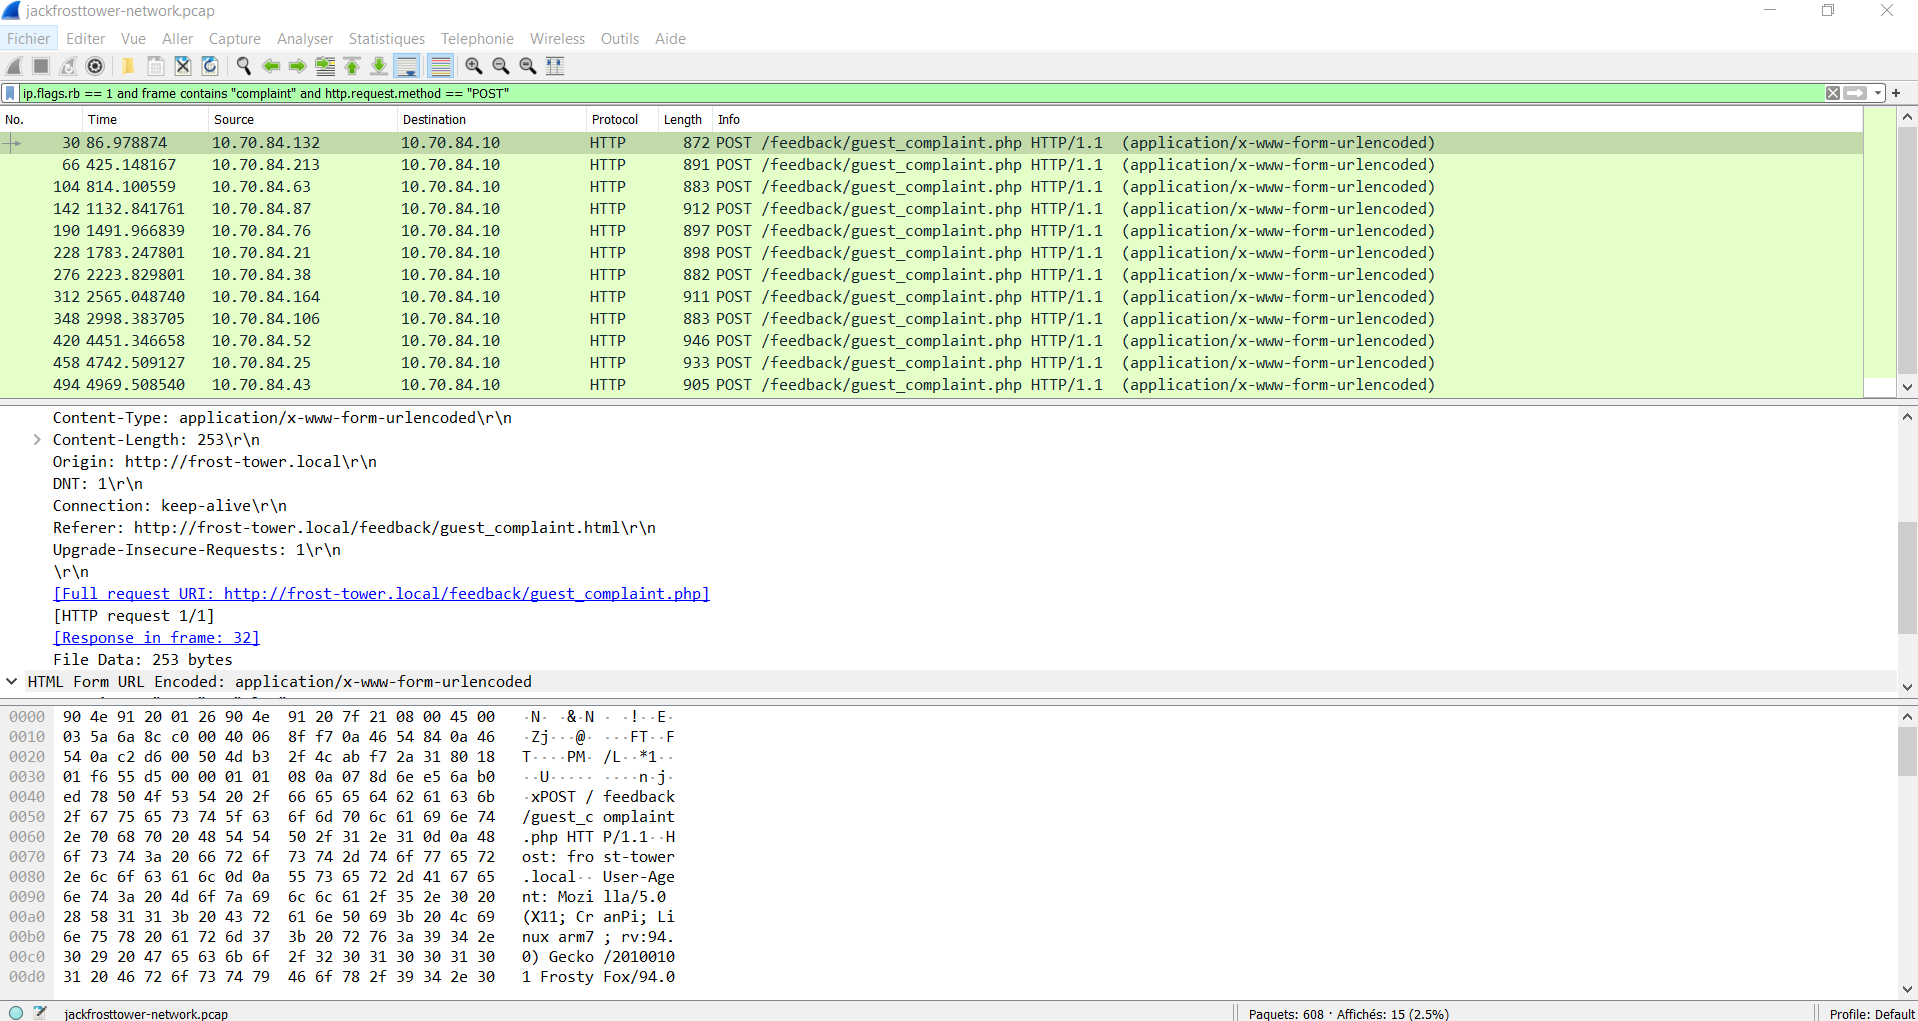 jackfrosttower-network.pcap
Fichier Editer Vue Aller Capture Analyser Statistiques Telephonie Wireless Outils Aide
ip.flags.rb == 1 and frame contains "complaint" and http.request.method == "POST"
No. Time Source Destination Protocol Length Info
30 86.978874 10.70.84.132 10.70.84.10 HTTP 872 POST /feedback/guest_complaint.php HTTP/1.1 (application/x-www-form-urlencoded)
66 425.148167 10.70.84.213 10.70.84.10 HTTP 891 POST /feedback/guest_complaint.php HTTP/1.1 (application/x-www-form-urlencoded)
104 814.100559 10.70.84.63 10.70.84.10 HTTP 883 POST /feedback/guest_complaint.php HTTP/1.1 (application/x-www-form-urlencoded)
142 1132.841761 10.70.84.87 10.70.84.10 HTTP 912 POST /feedback/guest_complaint.php HTTP/1.1 (application/x-www-form-urlencoded)
190 1491.966839 10.70.84.76 10.70.84.10 HTTP 897 POST /feedback/guest_complaint.php HTTP/1.1 (application/x-www-form-urlencoded)
228 1783.247801 10.70.84.21 10.70.84.10 HTTP 898 POST /feedback/guest_complaint.php HTTP/1.1 (application/x-www-form-urlencoded)
276 2223.829801 10.70.84.38 10.70.84.10 HTTP 882 POST /feedback/guest_complaint.php HTTP/1.1 (application/x-www-form-urlencoded)
312 2565.048740 10.70.84.164 10.70.84.10 HTTP 911 POST /feedback/guest_complaint.php HTTP/1.1 (application/x-www-form-urlencoded)
348 2998.383705 10.70.84.106 10.70.84.10 HTTP 883 POST /feedback/guest_complaint.php HTTP/1.1 (application/x-www-form-urlencoded)
420 4451.346658 10.70.84.52 10.70.84.10 HTTP 946 POST /feedback/guest_complaint.php HTTP/1.1 (application/x-www-form-urlencoded)
458 4742.509127 10.70.84.25 10.70.84.10 HTTP 933 POST /feedback/guest_complaint.php HTTP/1.1 (application/x-www-form-urlencoded)
494 4969.508540 10.70.84.43 10.70.84.10 HTTP 905 POST /feedback/guest_complaint.php HTTP/1.1 (application/x-www-form-urlencoded)
Content-Type: application/x-www-form-urlencoded\r\n
Content-Length: 253\r\n
Origin: http://frost-tower.local\r\n
DNT: 1\r\n
Connection: keep-alive\r\n
Referer: http://frost-tower.local/feedback/guest_complaint.html\r\n
Upgrade-Insecure-Requests: 1\r\n
\r\n
[Full request URI: http://frost-tower.local/feedback/guest_complaint.php]
[HTTP request 1/1]
[Response in frame: 32]
File Data: 253 bytes
HTML Form URL Encoded: application/x-www-form-urlencoded
0000 90 4e 91 20 01 26 90 4e 91 20 7f 21 08 00 45 00 ·N· ·&·N · ·!··E·
0010 03 5a 6a 8c c0 00 40 06 8f f7 0a 46 54 84 0a 46 ·Zj···@· ···FT··F
0020 54 0a c2 d6 00 50 4d b3 2f 4c ab f7 2a 31 80 18 T····PM· /L··*1··
0030 01 f6 55 d5 00 00 01 01 08 0a 07 8d 6e e5 6a b0 ··U····· ····n·j·
0040 ed 78 50 4f 53 54 20 2f 66 65 65 64 62 61 63 6b ·xPOST / feedback
0050 2f 67 75 65 73 74 5f 63 6f 6d 70 6c 61 69 6e 74 /guest_c omplaint
0060 2e 70 68 70 20 48 54 54 50 2f 31 2e 31 0d 0a 48 .php HTT P/1.1··H
0070 6f 73 74 3a 20 66 72 6f 73 74 2d 74 6f 77 65 72 ost: fro st-tower
0080 2e 6c 6f 63 61 6c 0d 0a 55 73 65 72 2d 41 67 65 .local·· User-Age
0090 6e 74 3a 20 4d 6f 7a 69 6c 6c 61 2f 35 2e 30 20 nt: Mozi lla/5.0
00a0 28 58 31 31 3b 20 43 72 61 6e 50 69 3b 20 4c 69 (X11; Cr anPi; Li
00b0 6e 75 78 20 61 72 6d 37 3b 20 72 76 3a 39 34 2e nux arm7 ; rv:94.
00c0 30 29 20 47 65 63 6b 6f 2f 32 30 31 30 30 31 30 0) Gecko /2010010
00d0 31 20 46 72 6f 73 74 79 46 6f 78 2f 39 34 2e 30 1 Frosty Fox/94.0
jackfrosttower-network.pcap Paquets: 608 · Affichés: 15 (2.5%) Profile: Default